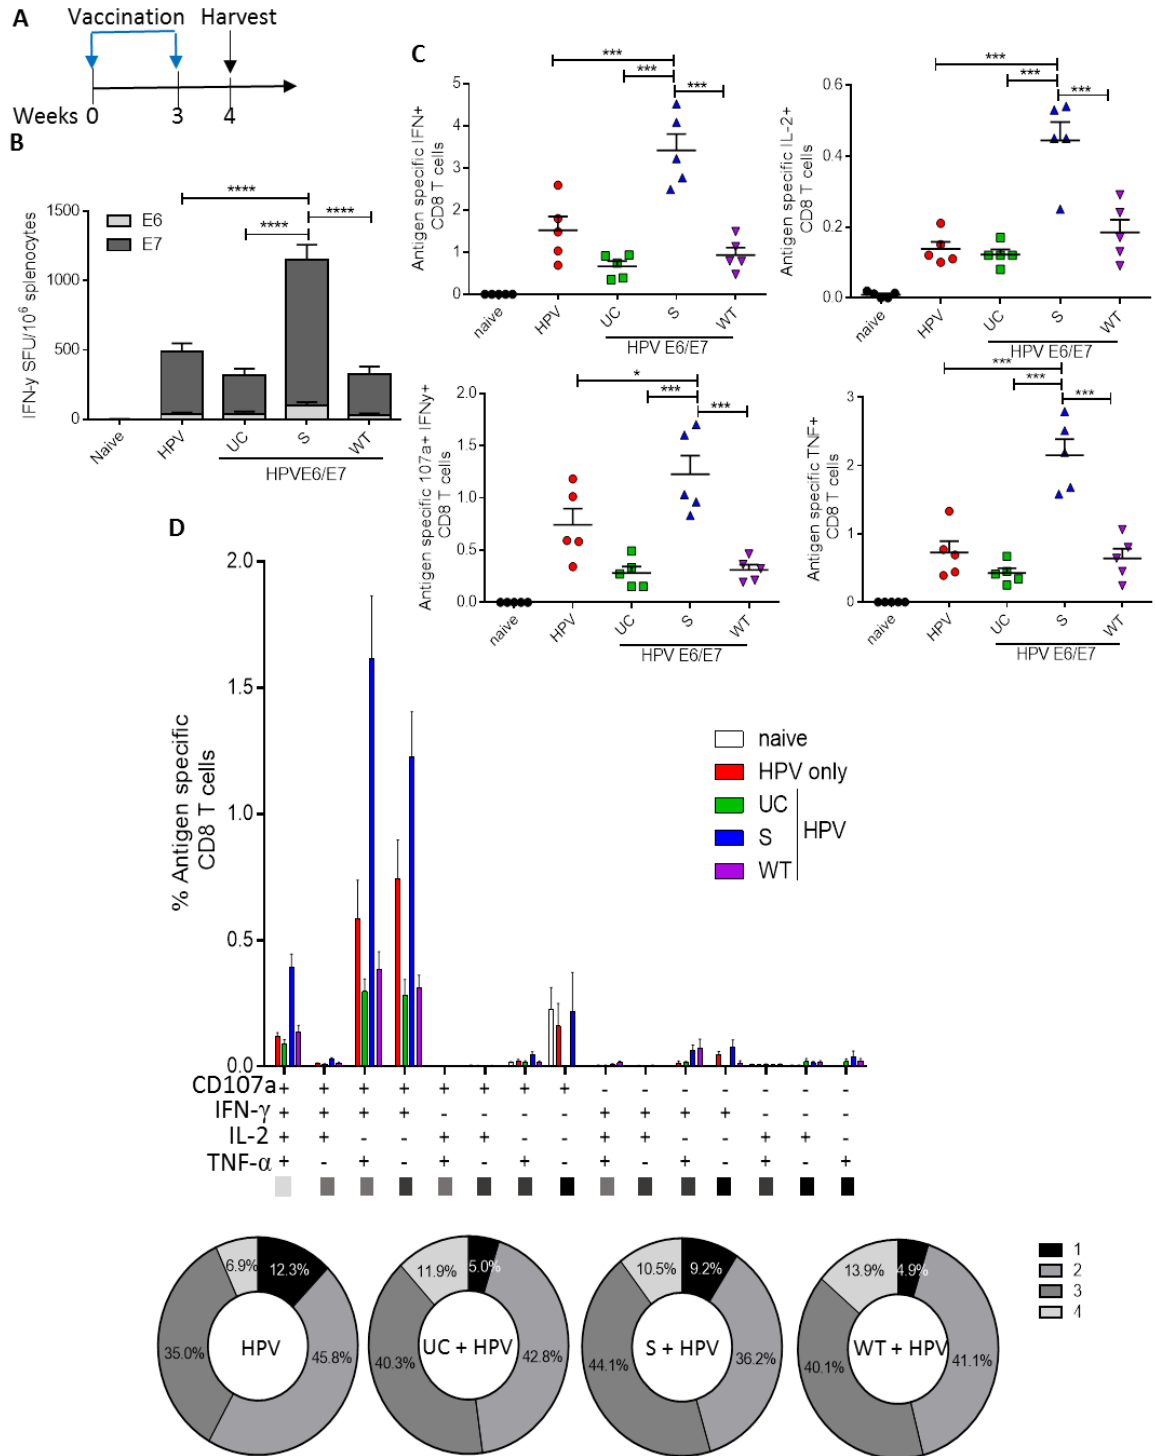 A
Vaccination Harvest
Weeks 0 3 4
B
IFN-y SFU/10⁶ splenocytes
1500
1000
500
0
E6
E7
****
****
****
Naive HPV UC S WT
HPVE6/E7
C
Antigen specific IFN+
CD8 T cells
5
4
3
2
1
0
***
***
***
naive HPV UC S WT
HPV E6/E7
Antigen specific IL-2+
CD8 T cells
0.6
0.4
0.2
0.0
***
***
***
naive HPV UC S WT
HPV E6/E7
Antigen specific 107a+ IFNy+
CD8 T cells
2.0
1.5
1.0
0.5
0.0
*
***
***
naive HPV UC S WT
HPV E6/E7
Antigen specific TNF+
CD8 T cells
3
2
1
0
***
***
***
naive HPV UC S WT
HPV E6/E7
D
% Antigen specific
CD8 T cells
2.0
1.5
1.0
0.5
0.0
naive
HPV only
UC
S
WT
HPV
CD107a + + + + + + + + - - - - - - -
IFN-γ + + + + - - - - + + + + - - -
IL-2 + + - - + + - - + + - - + + -
TNF-α + - + - + - + - + - + - + - +
6.9% 12.3%
35.0% HPV 45.8%
11.9% 5.0%
40.3% UC + HPV 42.8%
10.5% 9.2%
44.1% S + HPV 36.2%
13.9% 4.9%
40.1% WT + HPV 41.1%
1
2
3
4